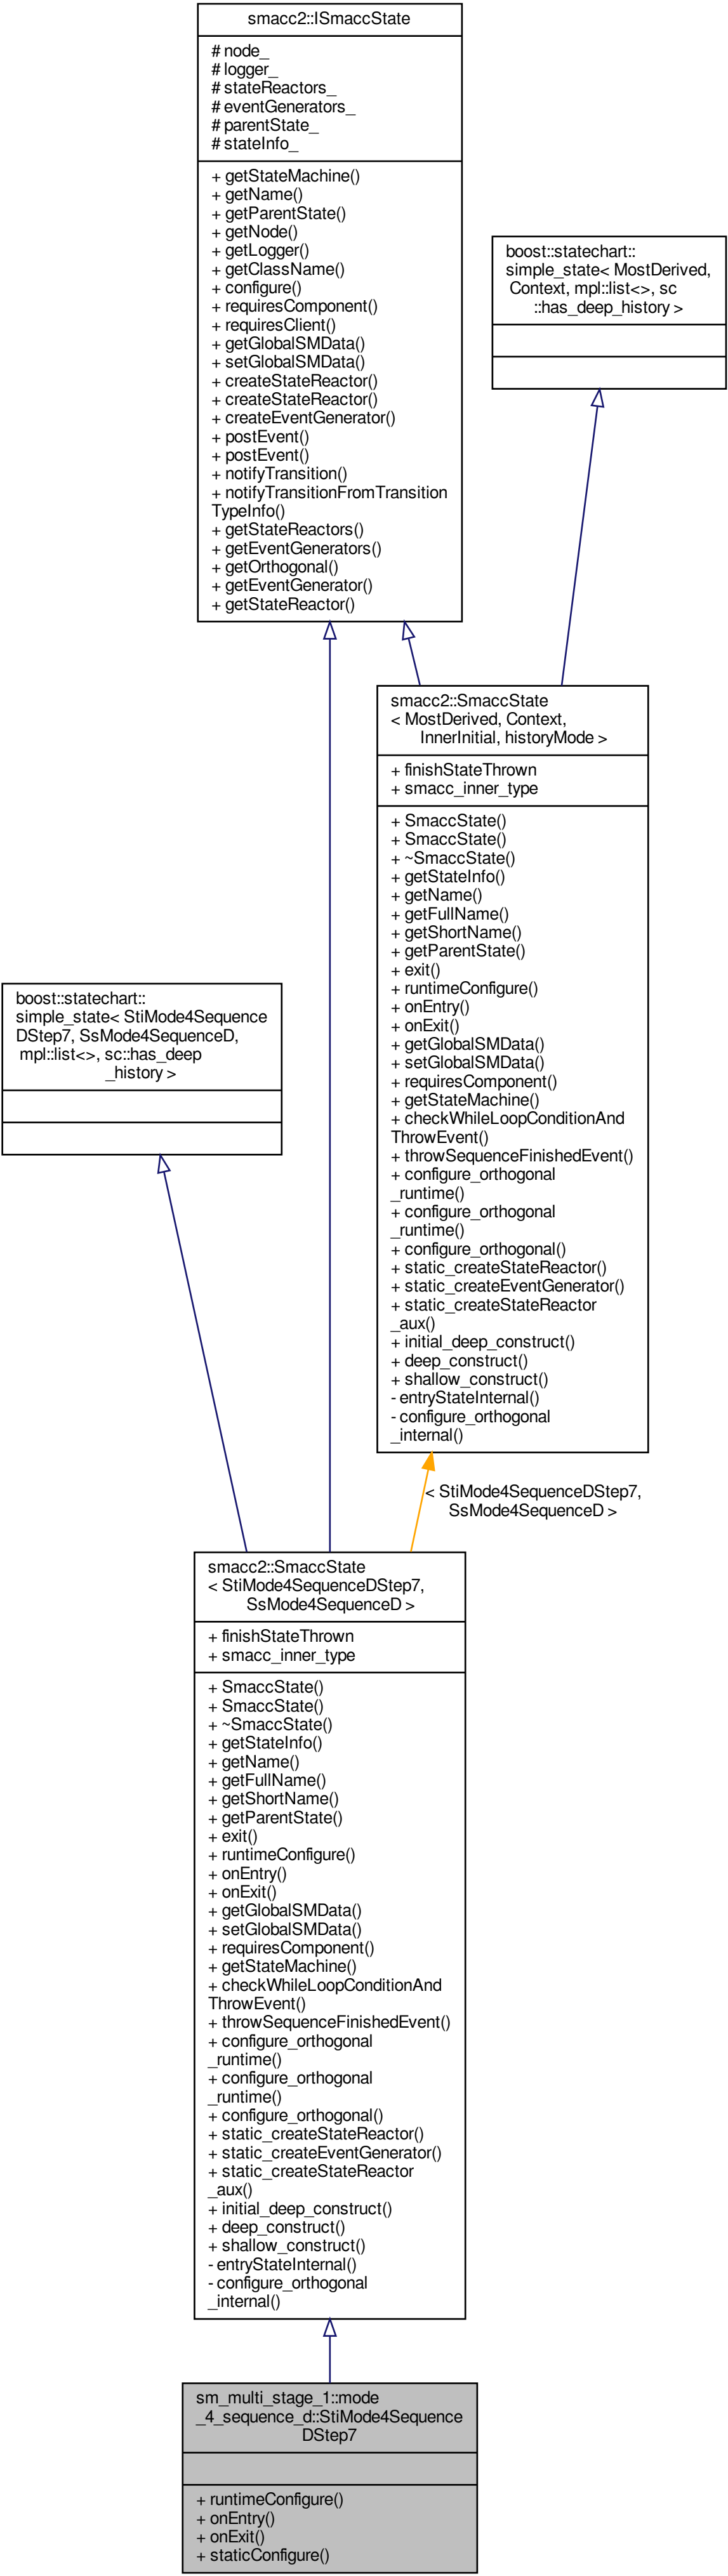 smacc2::ISmaccState
# node_
# logger_
# stateReactors_
# eventGenerators_
# parentState_
# stateInfo_
+ getStateMachine()
+ getName()
+ getParentState()
+ getNode()
+ getLogger()
+ getClassName()
+ configure()
+ requiresComponent()
+ requiresClient()
+ getGlobalSMData()
+ setGlobalSMData()
+ createStateReactor()
+ createStateReactor()
+ createEventGenerator()
+ postEvent()
+ postEvent()
+ notifyTransition()
+ notifyTransitionFromTransition
TypeInfo()
+ getStateReactors()
+ getEventGenerators()
+ getOrthogonal()
+ getEventGenerator()
+ getStateReactor()
boost::statechart::
simple_state< MostDerived,
Context, mpl::list<>, sc
::has_deep_history >
smacc2::SmaccState
< MostDerived, Context,
InnerInitial, historyMode >
+ finishStateThrown
+ smacc_inner_type
+ SmaccState()
+ SmaccState()
+ ~SmaccState()
+ getStateInfo()
+ getName()
+ getFullName()
+ getShortName()
+ getParentState()
+ exit()
+ runtimeConfigure()
+ onEntry()
+ onExit()
+ getGlobalSMData()
+ setGlobalSMData()
+ requiresComponent()
+ getStateMachine()
+ checkWhileLoopConditionAnd
ThrowEvent()
+ throwSequenceFinishedEvent()
+ configure_orthogonal
_runtime()
+ configure_orthogonal
_runtime()
+ configure_orthogonal()
+ static_createStateReactor()
+ static_createEventGenerator()
+ static_createStateReactor
_aux()
+ initial_deep_construct()
+ deep_construct()
+ shallow_construct()
- entryStateInternal()
- configure_orthogonal
_internal()
boost::statechart::
simple_state< StiMode4Sequence
DStep7, SsMode4SequenceD,
mpl::list<>, sc::has_deep
_history >
< StiMode4SequenceDStep7,
SsMode4SequenceD >
smacc2::SmaccState
< StiMode4SequenceDStep7,
SsMode4SequenceD >
+ finishStateThrown
+ smacc_inner_type
+ SmaccState()
+ SmaccState()
+ ~SmaccState()
+ getStateInfo()
+ getName()
+ getFullName()
+ getShortName()
+ getParentState()
+ exit()
+ runtimeConfigure()
+ onEntry()
+ onExit()
+ getGlobalSMData()
+ setGlobalSMData()
+ requiresComponent()
+ getStateMachine()
+ checkWhileLoopConditionAnd
ThrowEvent()
+ throwSequenceFinishedEvent()
+ configure_orthogonal
_runtime()
+ configure_orthogonal
_runtime()
+ configure_orthogonal()
+ static_createStateReactor()
+ static_createEventGenerator()
+ static_createStateReactor
_aux()
+ initial_deep_construct()
+ deep_construct()
+ shallow_construct()
- entryStateInternal()
- configure_orthogonal
_internal()
sm_multi_stage_1::mode
_4_sequence_d::StiMode4Sequence
DStep7
+ runtimeConfigure()
+ onEntry()
+ onExit()
+ staticConfigure()